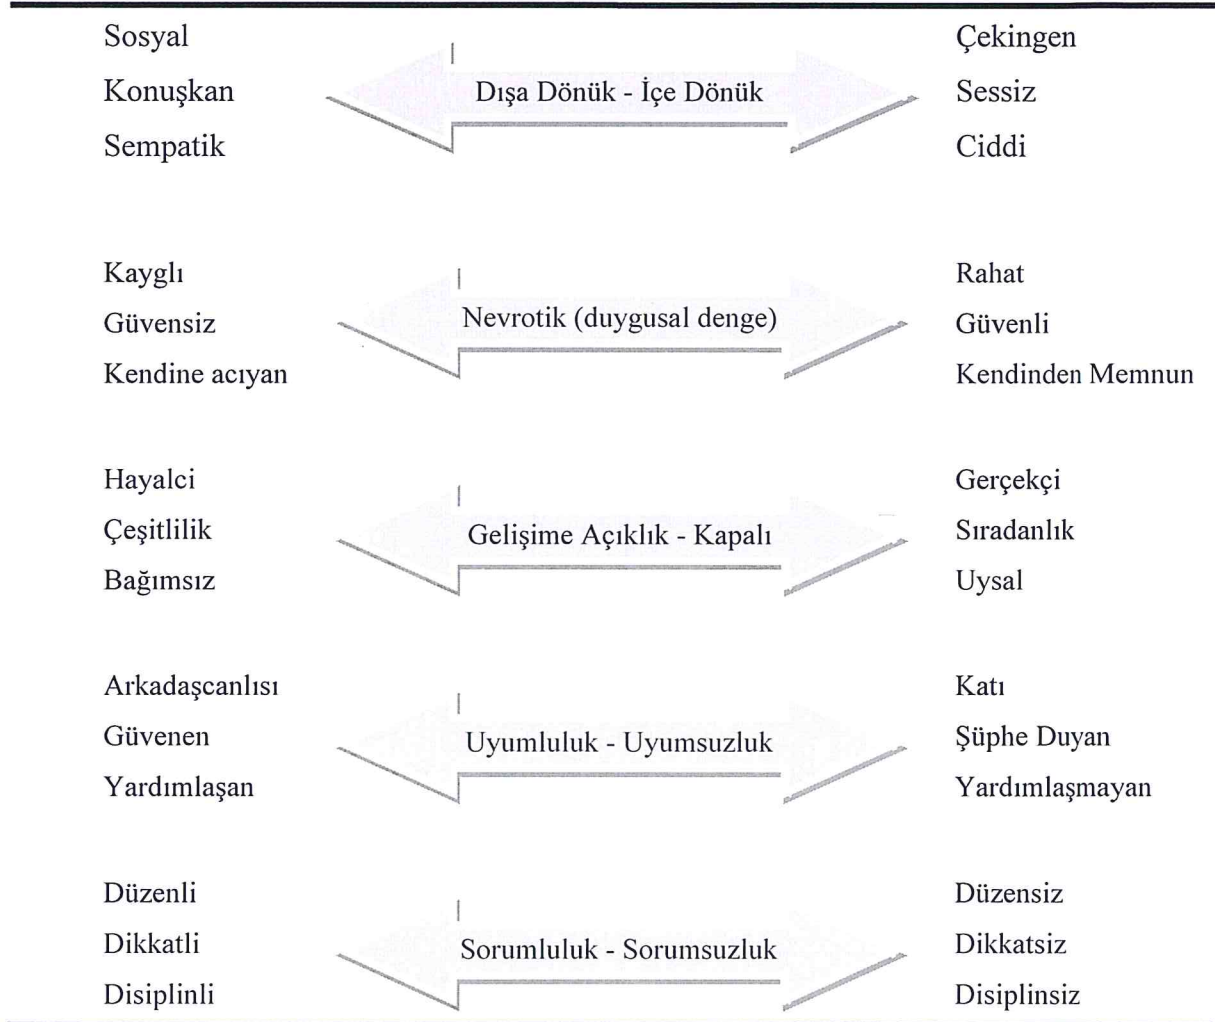 Sosyal
Çekingen
Konuşkan
Dışa Dönük - İçe Dönük
Sessiz
Sempatik
Ciddi
Kayglı
Rahat
Güvensiz
Nevrotik (duygusal denge)
Güvenli
Kendine acıyan
Kendinden Memnun
Hayalci
Gerçekçi
Çeşitlilik
Gelişime Açıklık - Kapalı
Sıradanlık
Bağımsız
Uysal
Arkadaşcanlısı
Katı
Güvenen
Uyumluluk - Uyumsuzluk
Şüphe Duyan
Yardımlaşan
Yardımlaşmayan
Düzenli
Düzensiz
Dikkatli
Sorumluluk - Sorumsuzluk
Dikkatsiz
Disiplinli
Disiplinsiz